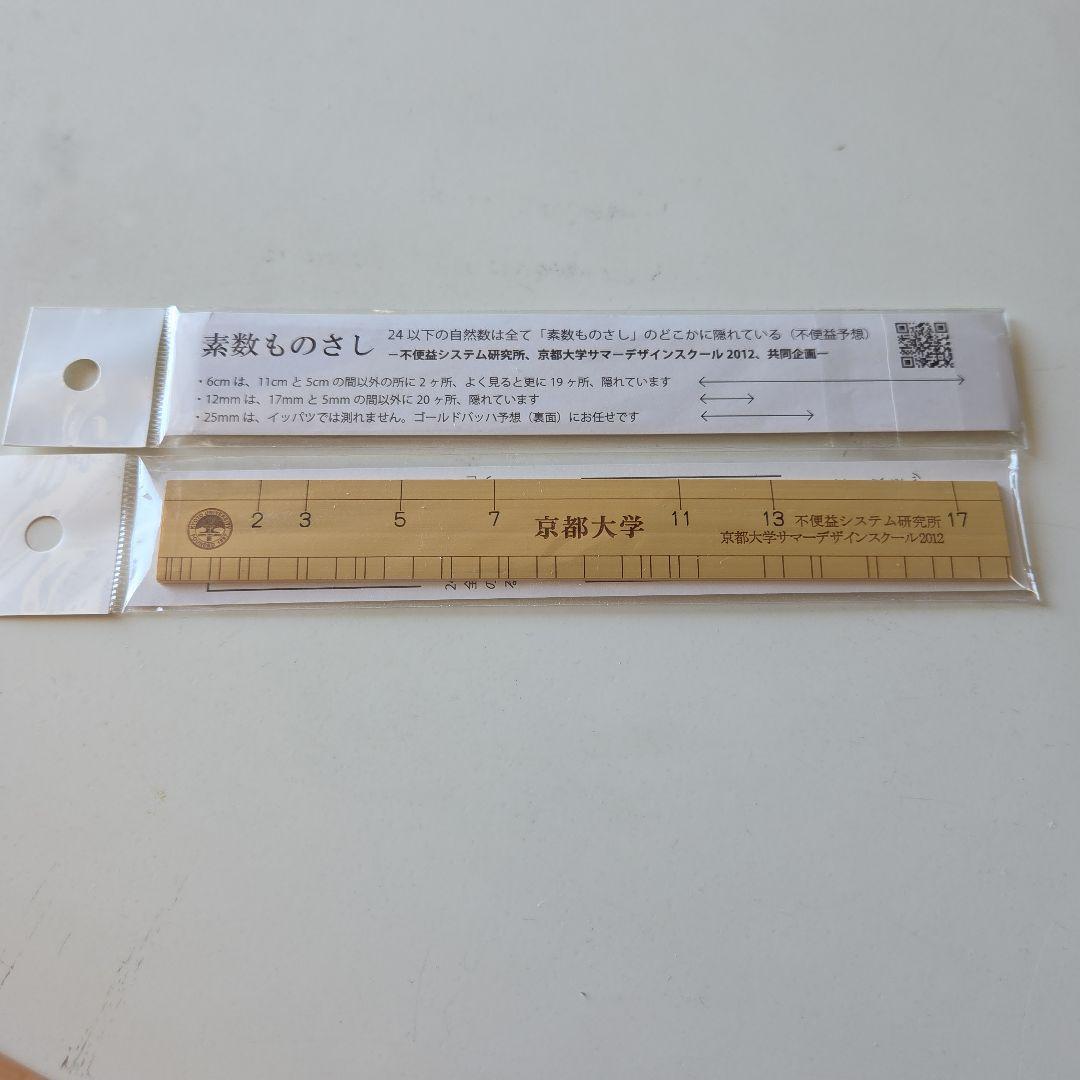 素数ものさし
24 以下の自然数は全て「素数ものさし」のどこかに隠れている（不便益予想）
ー不便益システム研究所、京都大学サマーデザインスクール 2012、共同企画ー
・6cm は、11cm と 5cm の間以外の所に 2 ヶ所、よく見ると更に 19 ヶ所、隠れています
・12mm は、17mm と 5mm の間以外に 20 ヶ所、隠れています
・25mm は、イッパツでは測れません。ゴールドバッハ予想（裏面）にお任せです
2 3 5 7 京都大学 11 13 不便益システム研究所 17
京都大学サマーデザインスクール2012